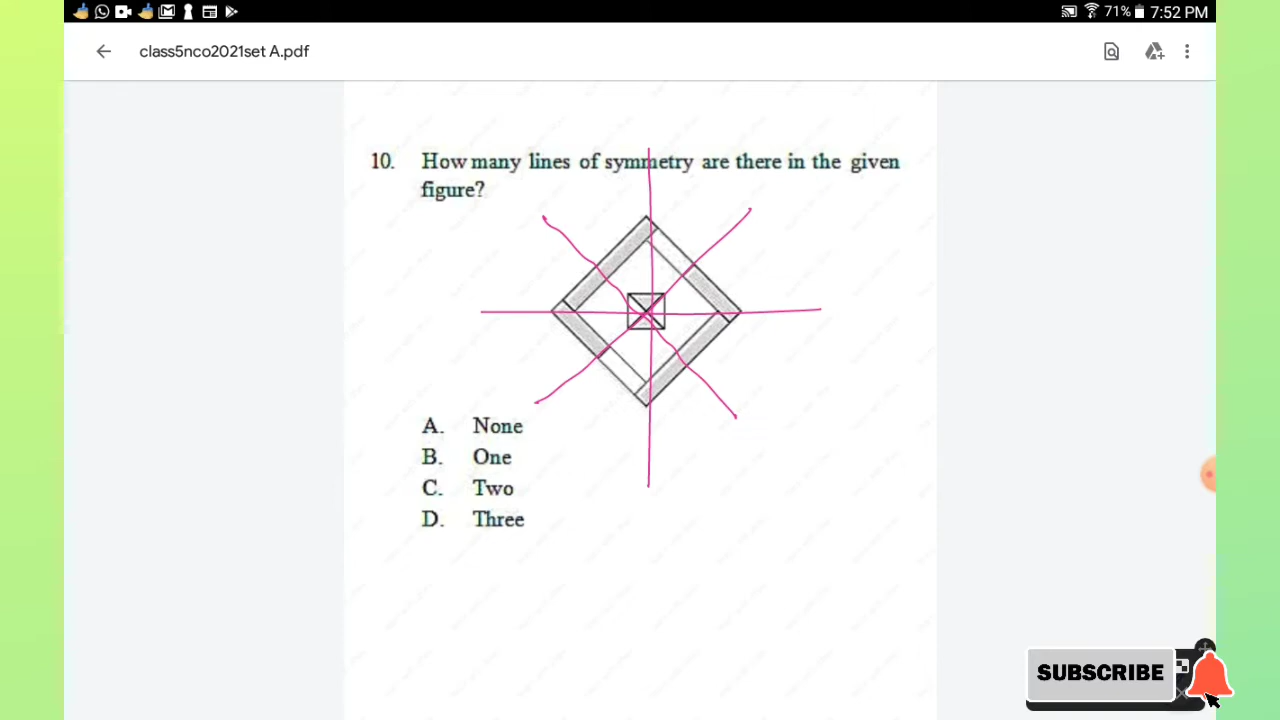 71% 7:52 PM
class5nco2021set A.pdf
10. How many lines of symmetry are there in the given
figure?
A. None
B. One
C. Two
D. Three
SUBSCRIBE